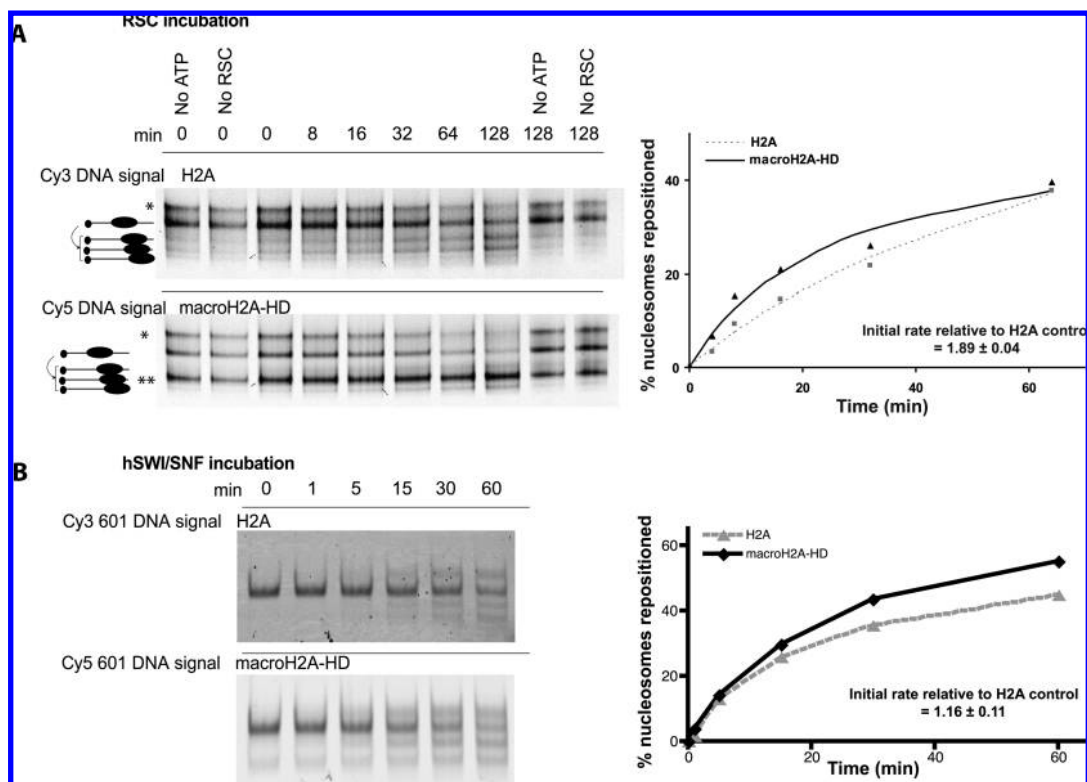 RSC incubation
A
No ATP
No RSC
No ATP
No RSC
min 0 0 0 8 16 32 64 128 128 128
Cy3 DNA signal H2A
*
Cy5 DNA signal macroH2A-HD
*
**
H2A
macroH2A-HD
% nucleosomes repositioned
40
20
0
Initial rate relative to H2A control
= 1.89 ± 0.04
0 20 40 60
Time (min)
B
hSWI/SNF incubation
min 0 1 5 15 30 60
Cy3 601 DNA signal H2A
Cy5 601 DNA signal macroH2A-HD
H2A
macroH2A-HD
% nucleosomes repositioned
60
40
20
0
Initial rate relative to H2A control
= 1.16 ± 0.11
0 20 40 60
Time (min)